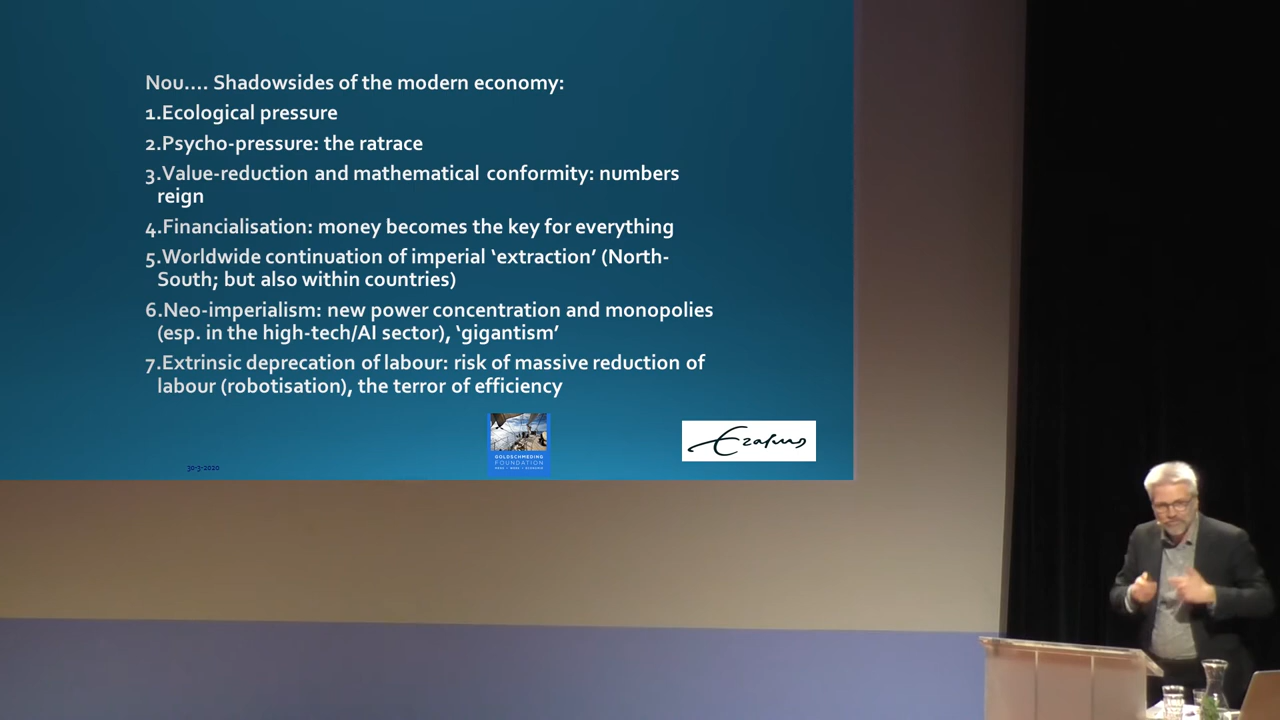 Nou.... Shadowsides of the modern economy:
1.Ecological pressure
2.Psycho-pressure: the ratrace
3.Value-reduction and mathematical conformity: numbers
reign
4.Financialisation: money becomes the key for everything
5.Worldwide continuation of imperial ‘extraction’ (North-
South; but also within countries)
6.Neo-imperialism: new power concentration and monopolies
(esp. in the high-tech/AI sector), ‘gigantism’
7.Extrinsic deprecation of labour: risk of massive reduction of
labour (robotisation), the terror of efficiency
GOLDSCHMEDING
FOUNDATION
Erasmus
30-3-2020